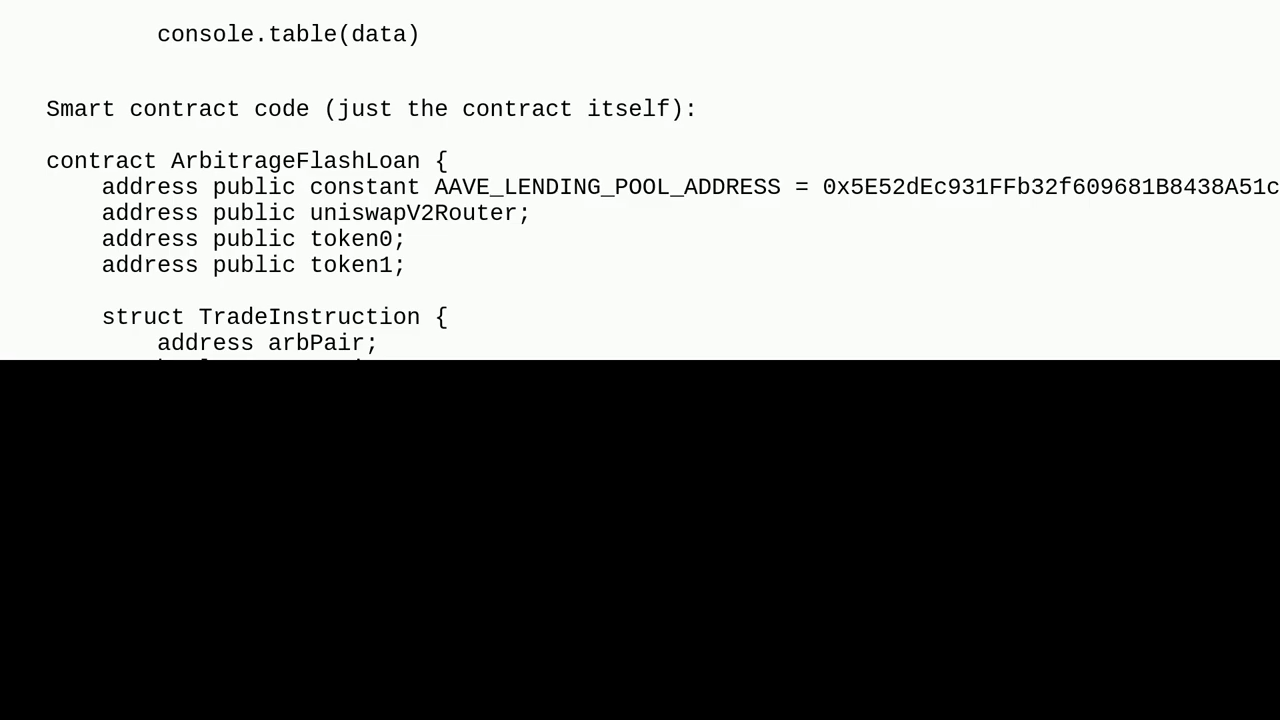 console.table(data)
Smart contract code (just the contract itself):
contract ArbitrageFlashLoan {
address public constant AAVE_LENDING_POOL_ADDRESS = 0x5E52dEc931FFb32f609681B8438A51c
address public uniswapV2Router;
address public token0;
address public token1;
struct TradeInstruction {
address arbPair;